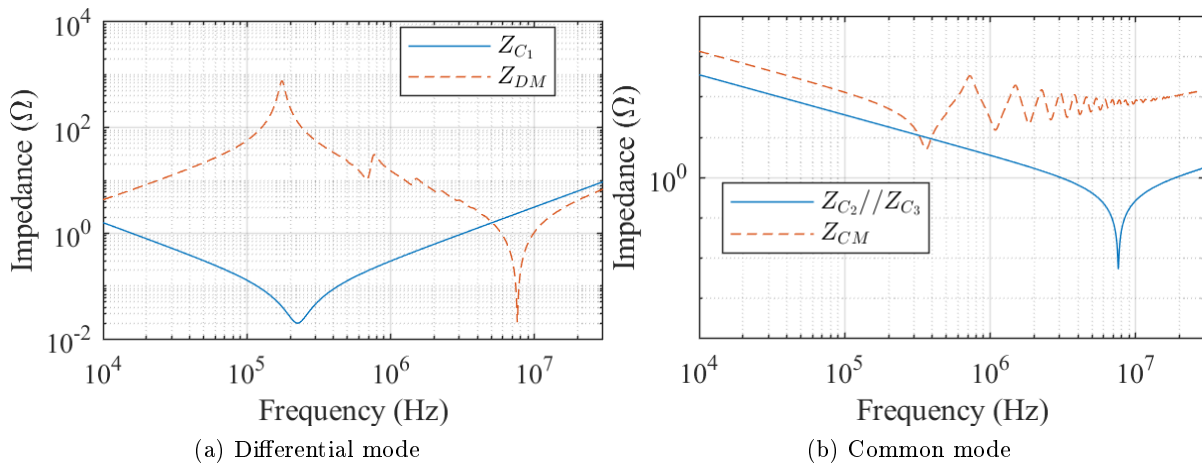 10^4
10^2
10^0
10^-2
Impedance (Ω)
Z_{C_1}
Z_{DM}
10^4 10^5 10^6 10^7
Frequency (Hz)
(a) Differential mode
10^0
Impedance (Ω)
Z_{C_2}//Z_{C_3}
Z_{CM}
10^4 10^5 10^6 10^7
Frequency (Hz)
(b) Common mode